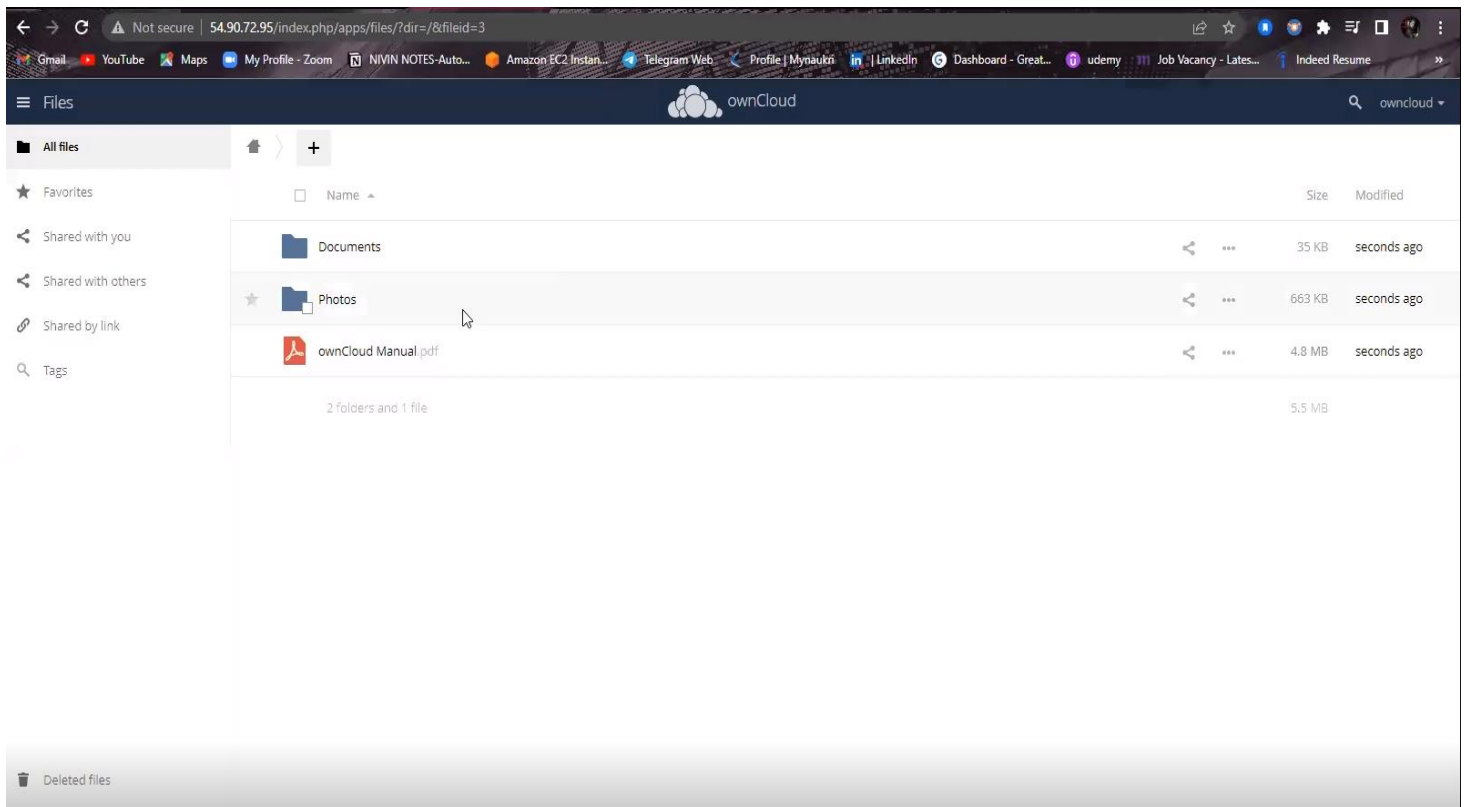 Not secure | 54.90.72.95/index.php/apps/files/?dir=/&fileid=3
Gmail YouTube Maps My Profile - Zoom NIVIN NOTES-Auto... Amazon EC2 Instan... Telegram Web Profile | Mynaukri | LinkedIn Dashboard - Great... udemy Job Vacancy - Lates... Indeed Resume »
Files ownCloud owncloud
All files
+
Favorites
Name Size Modified
Shared with you
Documents 35 KB seconds ago
Shared with others
Photos 663 KB seconds ago
Shared by link
ownCloud Manual.pdf 4.8 MB seconds ago
Tags
2 folders and 1 file 5.5 MB
Deleted files